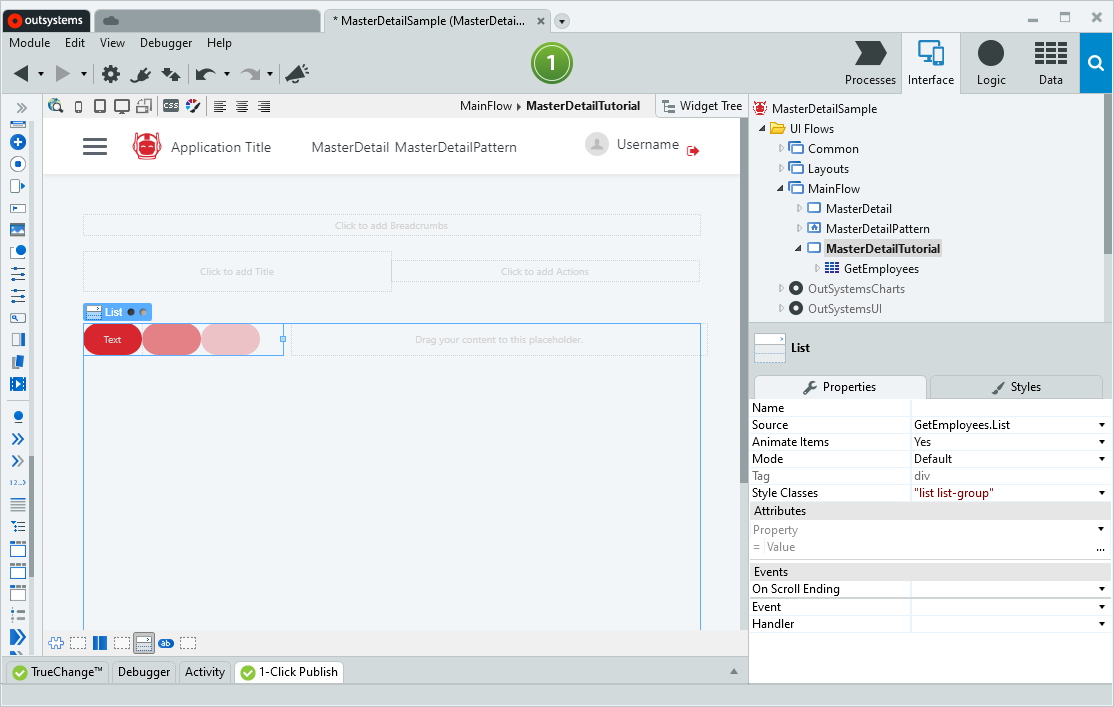 outsystems
* MasterDetailSample (MasterDetai...
Module Edit View Debugger Help
1
Processes Interface Logic Data
CSS
MainFlow MasterDetailTutorial Widget Tree
Application Title MasterDetail MasterDetailPattern Username
Click to add Breadcrumbs
Click to add Title Click to add Actions
List
Text Drag your content to this placeholder.
12..>
ab
TrueChange™ Debugger Activity 1-Click Publish
MasterDetailSample
UI Flows
Common
Layouts
MainFlow
MasterDetail
MasterDetailPattern
MasterDetailTutorial
GetEmployees
OutSystemsCharts
OutSystemsUI
List
Properties Styles
Name
Source GetEmployees.List
Animate Items Yes
Mode Default
Tag div
Style Classes "list list-group"
Attributes
Property
= Value ...
Events
On Scroll Ending
Event
Handler